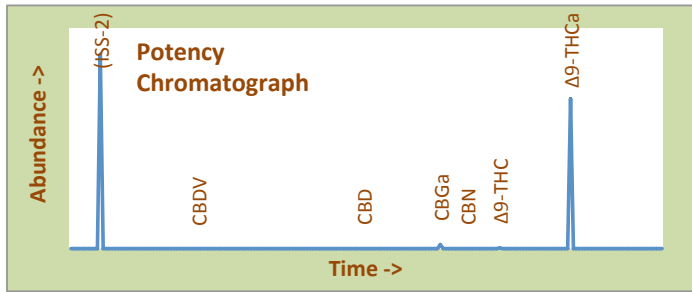 Potency
Chromatograph
Abundance ->
(ISS-2)
CBDV
CBD
CBGa
CBN
Δ9-THC
Δ9-THCa
Time ->